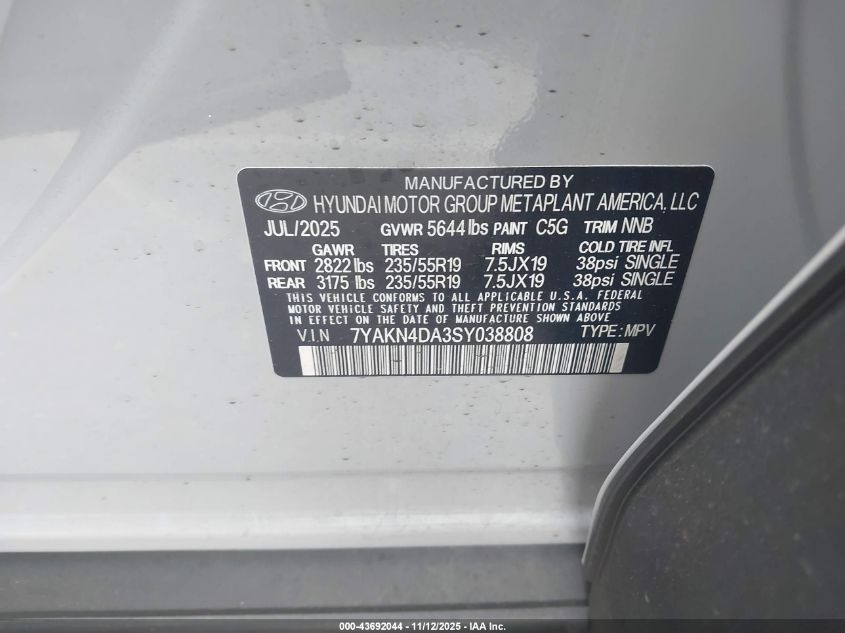 MANUFACTURED BY
HYUNDAI MOTOR GROUP METAPLANT AMERICA, LLC
JUL/2025 GVWR 5644 lbs PAINT C5G TRIM NNB
GAWR TIRES RIMS COLD TIRE INFL
FRONT 2822 lbs 235/55R19 7.5JX19 38psi SINGLE
REAR 3175 lbs 235/55R19 7.5JX19 38psi SINGLE
THIS VEHICLE CONFORMS TO ALL APPLICABLE U.S.A. FEDERAL
MOTOR VEHICLE SAFETY AND THEFT PREVENTION STANDARDS
IN EFFECT ON THE DATE OF MANUFACTURE SHOWN ABOVE.
V.I.N 7YAKN4DA3SY038808 TYPE: MPV
000-43692044 - 11/12/2025 - IAA Inc.